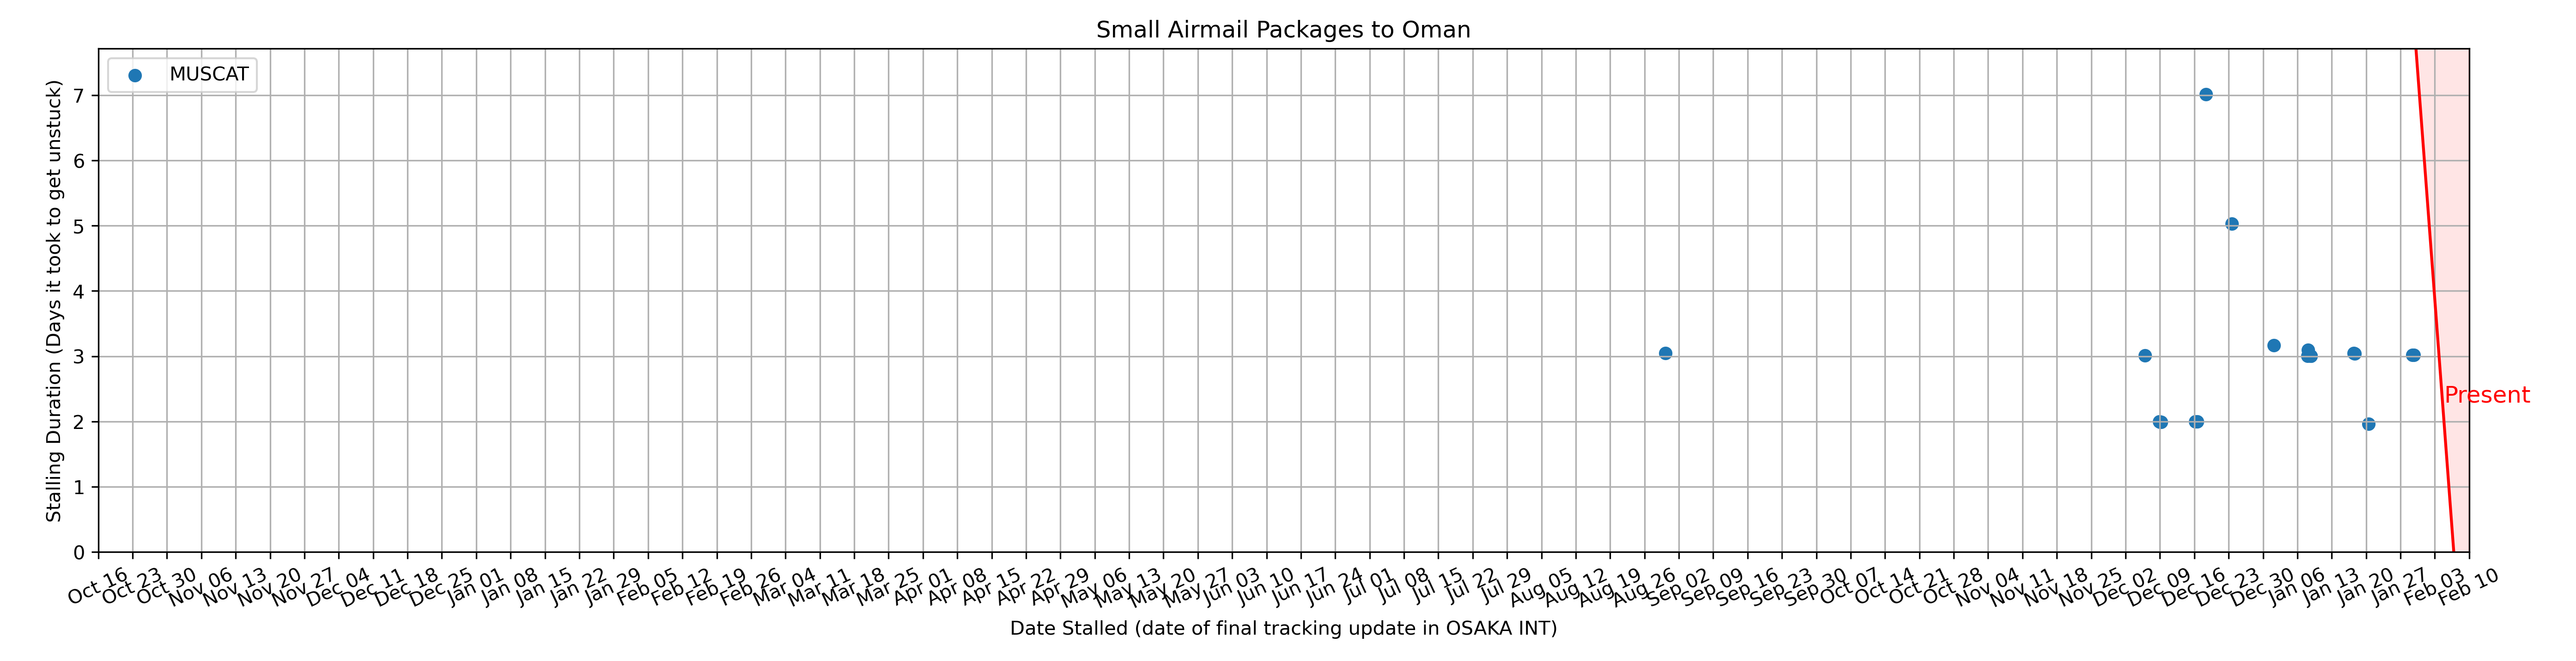 Small Airmail Packages to Oman
MUSCAT
Stalling Duration (Days it took to get unstuck)
7
6
5
4
3
2
1
0
Present
Oct 16 Oct 23 Oct 30 Nov 06 Nov 13 Nov 20 Nov 27 Dec 04 Dec 11 Dec 18 Dec 25 Jan 01 Jan 08 Jan 15 Jan 22 Jan 29 Feb 05 Feb 12 Feb 19 Feb 26 Mar 04 Mar 11 Mar 18 Mar 25 Apr 01 Apr 08 Apr 15 Apr 22 Apr 29 May 06 May 13 May 20 May 27 Jun 03 Jun 10 Jun 17 Jun 24 Jul 01 Jul 08 Jul 15 Jul 22 Jul 29 Aug 05 Aug 12 Aug 19 Aug 26 Sep 02 Sep 09 Sep 16 Sep 23 Sep 30 Oct 07 Oct 14 Oct 21 Oct 28 Nov 04 Nov 11 Nov 18 Nov 25 Dec 02 Dec 09 Dec 16 Dec 23 Dec 30 Jan 06 Jan 13 Jan 20 Jan 27 Feb 03 Feb 10
Date Stalled (date of final tracking update in OSAKA INT)